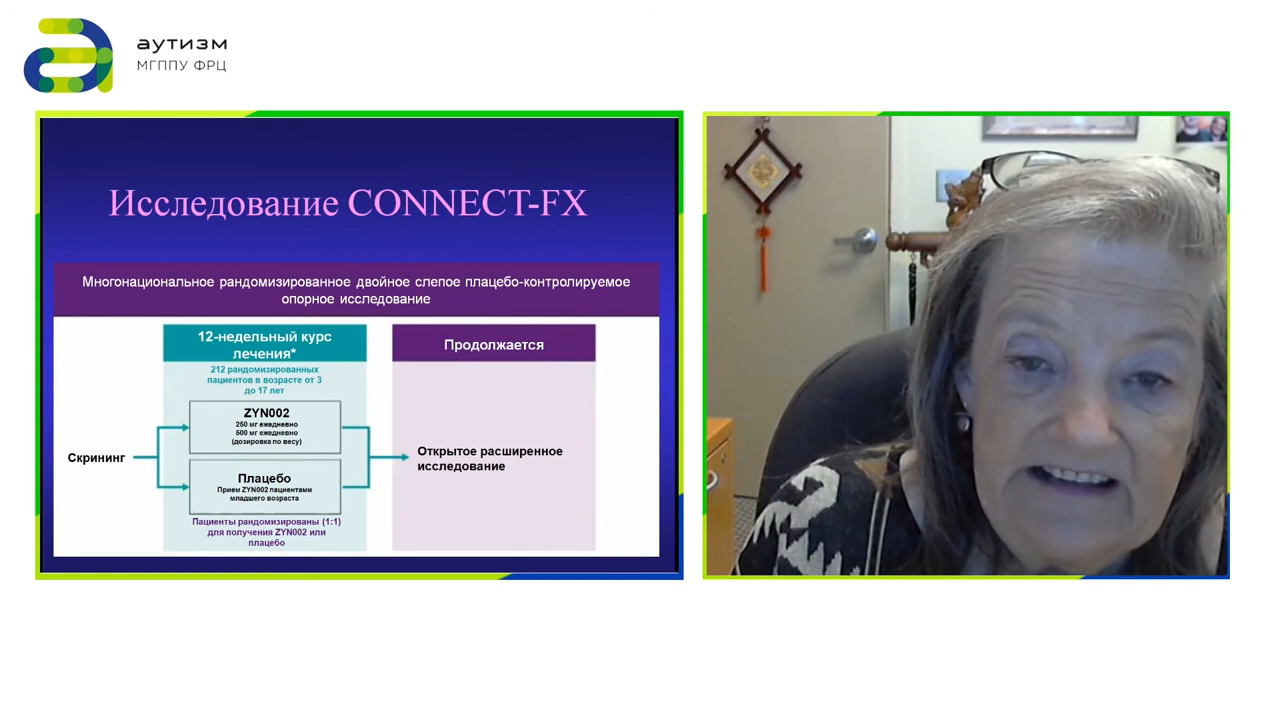 аутизм
МГППУ ФРЦ
Исследование CONNECT-FX
Многонациональное рандомизированное двойное слепое плацебо-контролируемое
опорное исследование
12-недельный курс
лечения*
212 рандомизированных
пациентов в возрасте от 3
до 17 лет
ZYN002
250 мг ежедневно
500 мг ежедневно
(дозировка по весу)
Скрининг
Плацебо
Прием ZYN002 пациентами
младшего возраста
Пациенты рандомизированы (1:1)
для получения ZYN002 или
плацебо
Продолжается
Открытое расширенное
исследование